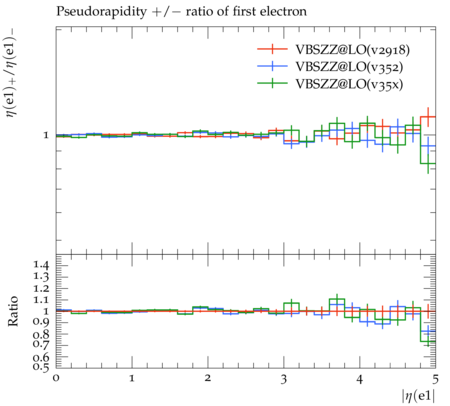 Pseudorapidity +/− ratio of first electron
η(e1)₊/η(e1)₋
VBSZZ@LO(v2918)
VBSZZ@LO(v352)
VBSZZ@LO(v35x)
1
Ratio
1.4
1.3
1.2
1.1
1
0.9
0.8
0.7
0.6
0.5
0 1 2 3 4 5
|η(e1|